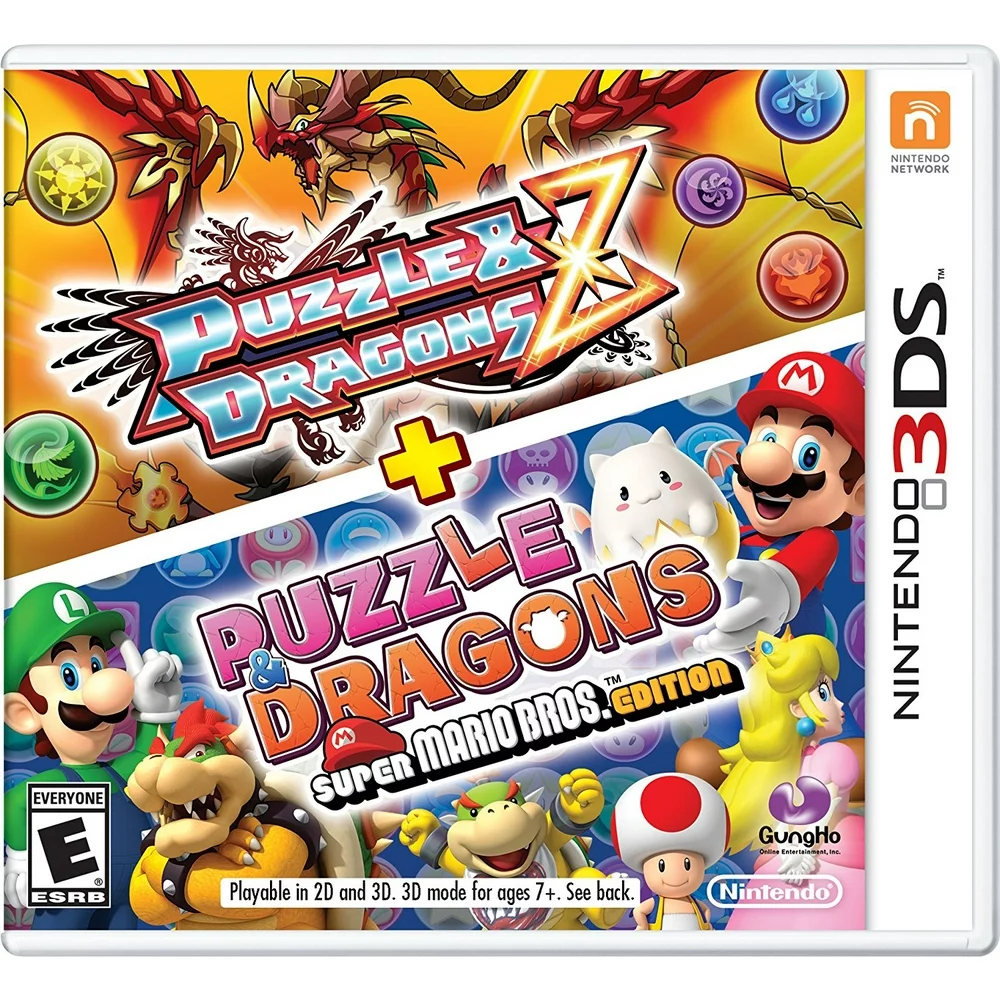 PUZZLE &
DRAGONS Z
+
PUZZLE
& DRAGONS
SUPER MARIO BROS.™ EDITION
M
M
L
NINTENDO
NETWORK
NINTENDO 3DS™
EVERYONE
E
ESRB®
Playable in 2D and 3D. 3D mode for ages 7+. See back.
GungHo
Online Entertainment, Inc.
Nintendo®